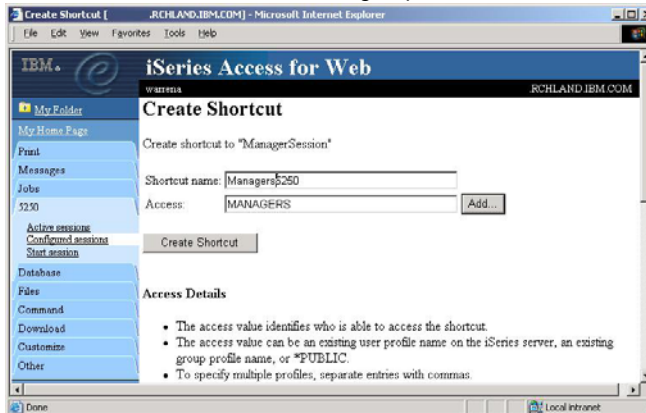 Create Shortcut [ .RCHLAND.IBM.COM] - Microsoft Internet Explorer
File Edit View Favorites Tools Help
IBM.
iSeries Access for Web
warrena .RCHLAND.IBM.COM
My Folder
My Home Page
Print
Messages
Jobs
5250
Active sessions
Configured sessions
Start session
Database
Files
Command
Download
Customize
Other
Create Shortcut
Create shortcut to "ManagerSession"
Shortcut name: Managers5250
Access: MANAGERS Add...
Create Shortcut
Access Details
• The access value identifies who is able to access the shortcut.
• The access value can be an existing user profile name on the iSeries server, an existing
group profile name, or *PUBLIC.
• To specify multiple profiles, separate entries with commas.
Done Local intranet